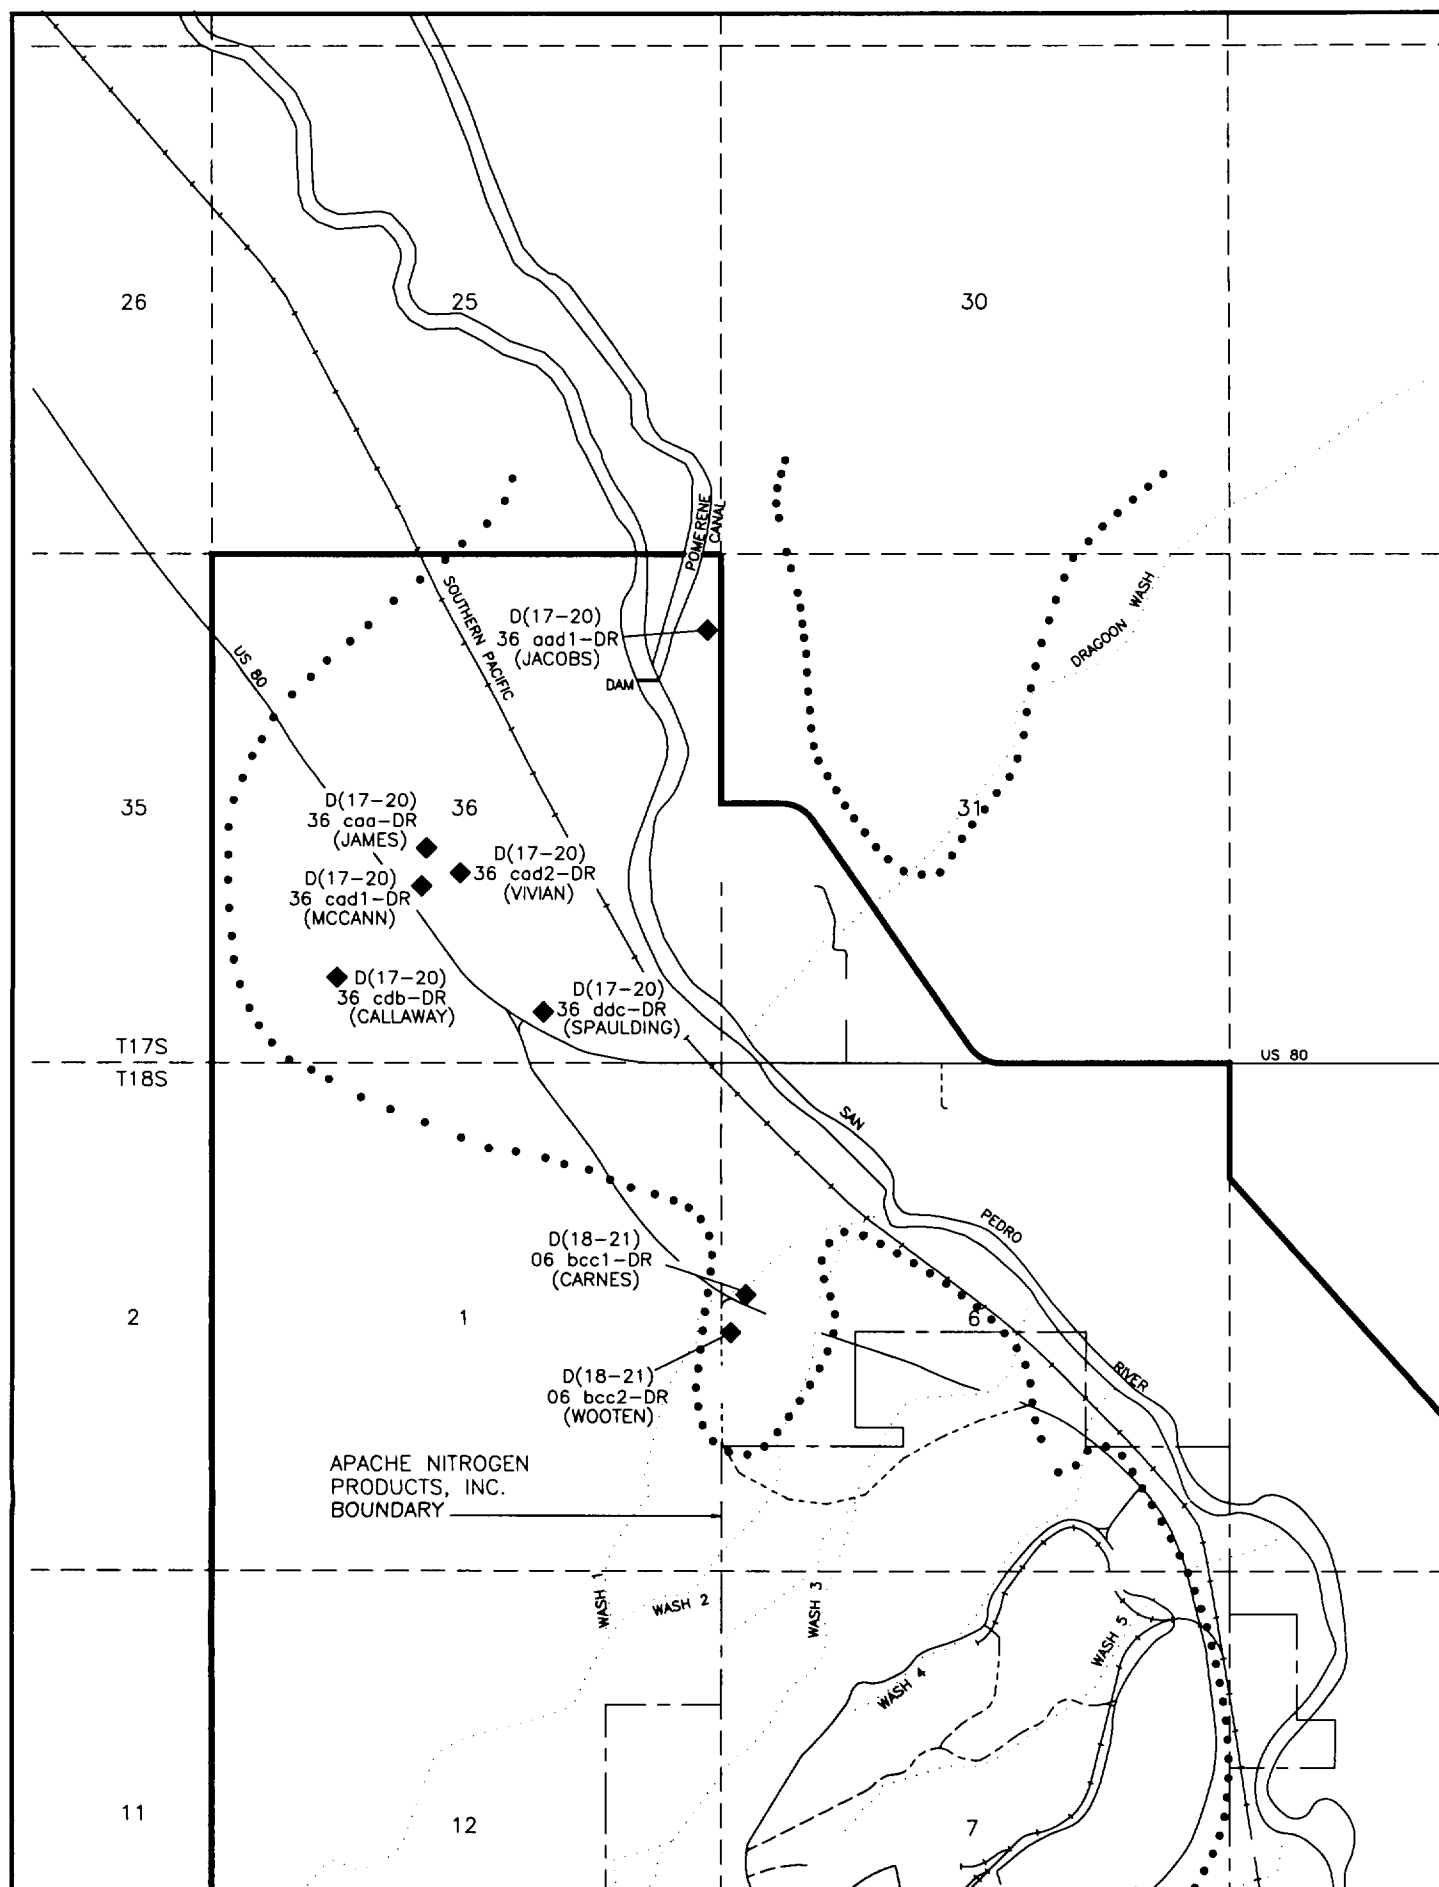 26
25
30
POMERENE
CANAL
SOUTHERN PACIFIC
D(17-20)
36 aad1-DR
(JACOBS)
DAM
US 80
DRAGOON WASH
35
36
31
D(17-20)
36 caa-DR
(JAMES)
D(17-20)
36 cad2-DR
(VIVIAN)
D(17-20)
36 cad1-DR
(MCCANN)
D(17-20)
36 cdb-DR
(CALLAWAY)
D(17-20)
36 ddc-DR
(SPAULDING)
T17S
T18S
US 80
SAN
PEDRO
RIVER
D(18-21)
06 bcc1-DR
(CARNES)
2
1
6
D(18-21)
06 bcc2-DR
(WOOTEN)
APACHE NITROGEN
PRODUCTS, INC.
BOUNDARY
WASH 1
WASH 2
WASH 3
WASH 4
WASH 5
11
12
7